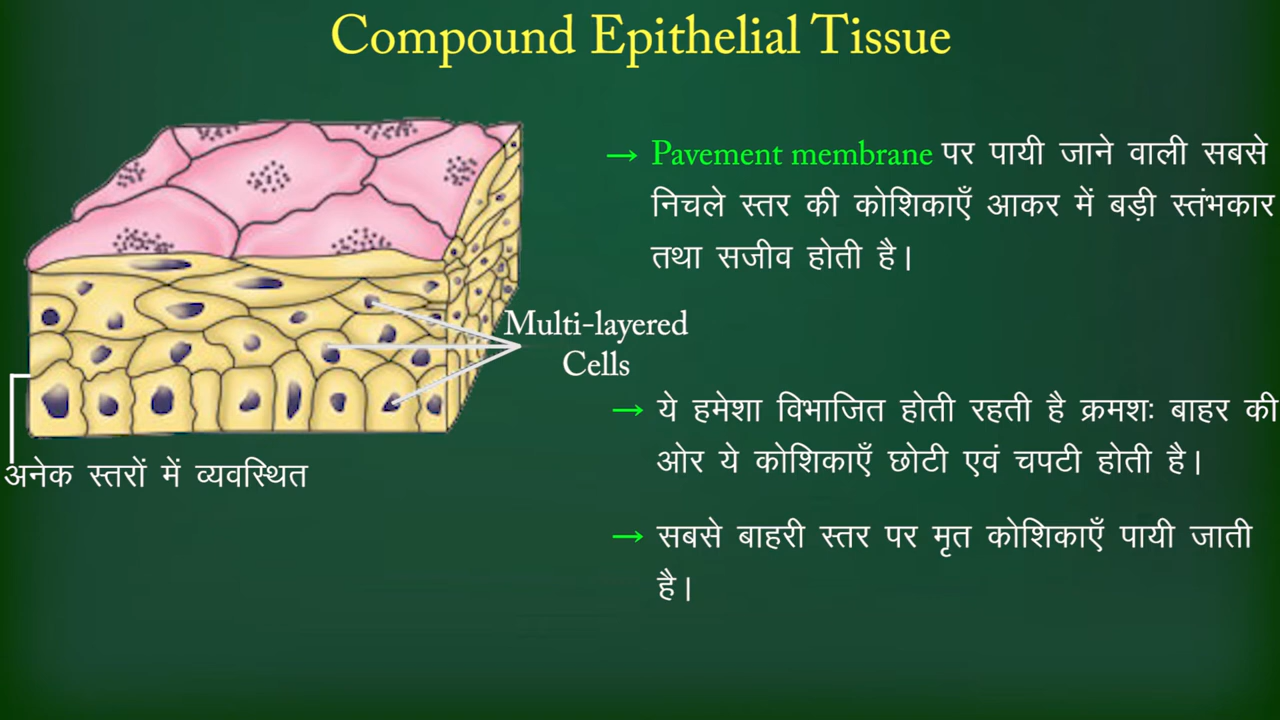 Compound Epithelial Tissue
→ Pavement membrane पर पायी जाने वाली सबसे
निचले स्तर की कोशिकाएँ आकर में बड़ी स्तंभकार
तथा सजीव होती है।
Multi-layered
Cells
→ ये हमेशा विभाजित होती रहती है क्रमशः बाहर की
ओर ये कोशिकाएँ छोटी एवं चपटी होती है।
अनेक स्तरों में व्यवस्थित
→ सबसे बाहरी स्तर पर मृत कोशिकाएँ पायी जाती
है।